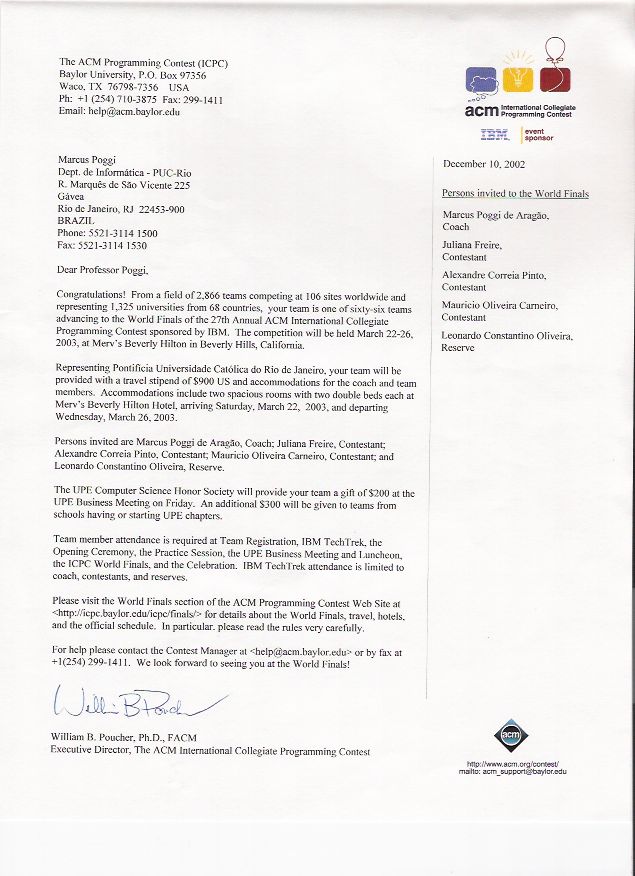 The ACM Programming Contest (ICPC)
Baylor University, P.O. Box 97356
Waco, TX 76798-7356 USA
Ph: +1 (254) 710-3875 Fax: 299-1411
Email: help@acm.baylor.edu
acm International Collegiate
Programming Contest
IBM event
sponsor
Marcus Poggi
Dept. de Informática - PUC-Rio
R. Marquês de São Vicente 225
Gávea
Rio de Janeiro, RJ 22453-900
BRAZIL
Phone: 5521-3114 1500
Fax: 5521-3114 1530
Dear Professor Poggi,
Congratulations! From a field of 2,866 teams competing at 106 sites worldwide and
representing 1,325 universities from 68 countries, your team is one of sixty-six teams
advancing to the World Finals of the 27th Annual ACM International Collegiate
Programming Contest sponsored by IBM. The competition will be held March 22-26,
2003, at Merv's Beverly Hilton in Beverly Hills, California.
Representing Pontificia Universidade Católica do Rio de Janeiro, your team will be
provided with a travel stipend of $900 US and accommodations for the coach and team
members. Accommodations include two spacious rooms with two double beds each at
Merv's Beverly Hilton Hotel, arriving Saturday, March 22, 2003, and departing
Wednesday, March 26, 2003.
Persons invited are Marcus Poggi de Aragão, Coach; Juliana Freire, Contestant;
Alexandre Correia Pinto, Contestant; Mauricio Oliveira Carneiro, Contestant; and
Leonardo Constantino Oliveira, Reserve.
The UPE Computer Science Honor Society will provide your team a gift of $200 at the
UPE Business Meeting on Friday. An additional $300 will be given to teams from
schools having or starting UPE chapters.
Team member attendance is required at Team Registration, IBM TechTrek, the
Opening Ceremony, the Practice Session, the UPE Business Meeting and Luncheon,
the ICPC World Finals, and the Celebration. IBM TechTrek attendance is limited to
coach, contestants, and reserves.
Please visit the World Finals section of the ACM Programming Contest Web Site at
<http://icpc.baylor.edu/icpc/finals/> for details about the World Finals, travel, hotels,
and the official schedule. In particular. please read the rules very carefully.
For help please contact the Contest Manager at <help@acm.baylor.edu> or by fax at
+1(254) 299-1411. We look forward to seeing you at the World Finals!
William B Poucher
William B. Poucher, Ph.D., FACM
Executive Director, The ACM International Collegiate Programming Contest
December 10, 2002
Persons invited to the World Finals
Marcus Poggi de Aragão,
Coach
Juliana Freire,
Contestant
Alexandre Correia Pinto,
Contestant
Mauricio Oliveira Carneiro,
Contestant
Leonardo Constantino Oliveira,
Reserve
acm
http://www.acm.org/contest/
mailto: acm_support@baylor.edu